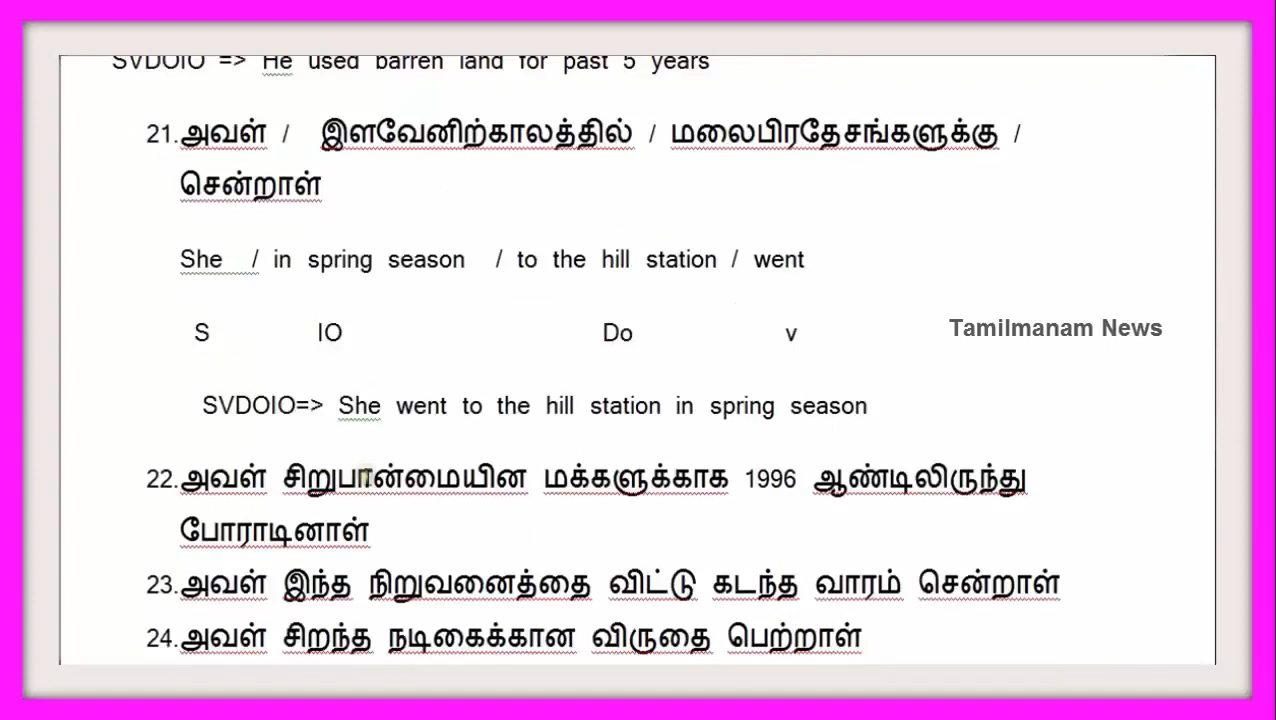 SVDOIO => He used barren land for past 5 years
21.அவள் / இளவேனிற்காலத்தில் / மலைபிரதேசங்களுக்கு /
சென்றாள்
She / in spring season / to the hill station / went
S IO Do v
Tamilmanam News
SVDOIO=> She went to the hill station in spring season
22.அவள் சிறுபான்மையின மக்களுக்காக 1996 ஆண்டிலிருந்து
போராடினாள்
23.அவள் இந்த நிறுவனைத்தை விட்டு கடந்த வாரம் சென்றாள்
24.அவள் சிறந்த நடிகைக்கான விருதை பெற்றாள்